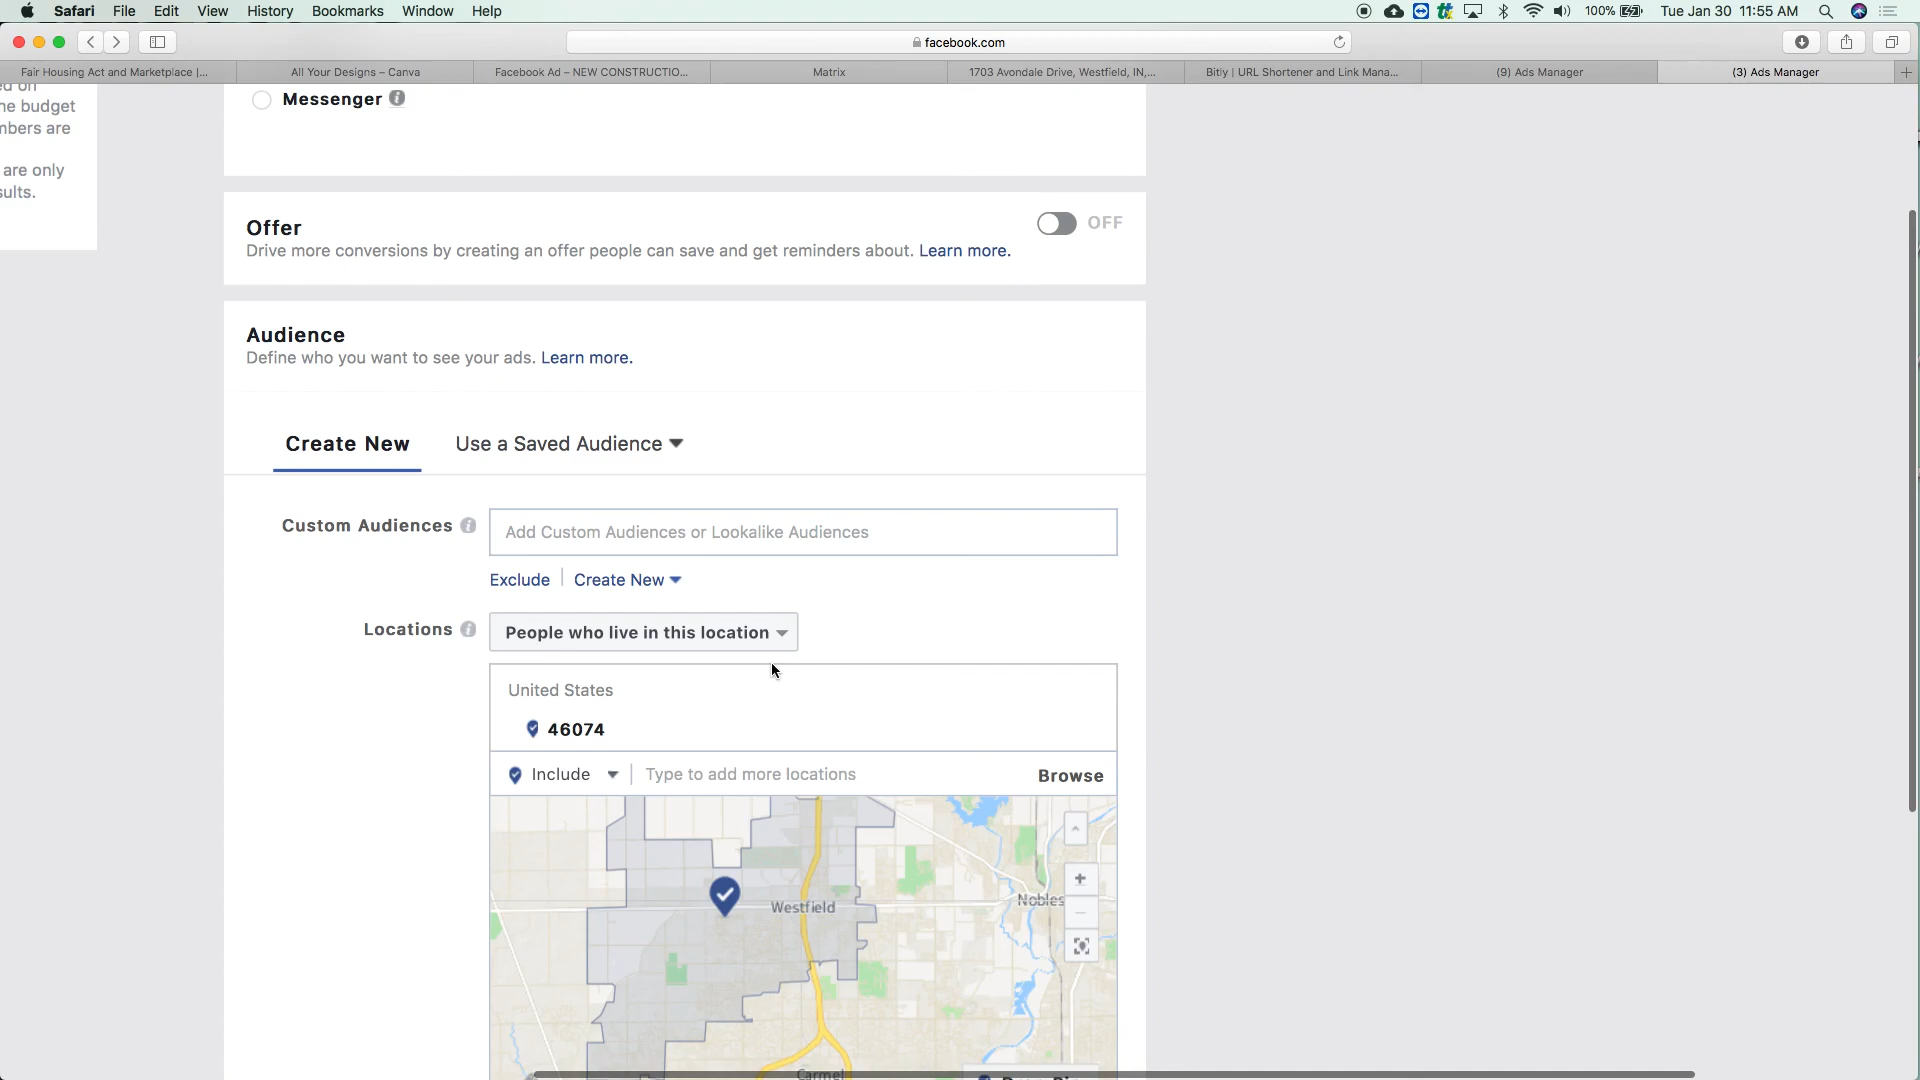 Safari File Edit View History Bookmarks Window Help
100% Tue Jan 30 11:55 AM
facebook.com
Fair Housing Act and Marketplace |...
All Your Designs – Canva
Facebook Ad – NEW CONSTRUCTIO...
Matrix
1703 Avondale Drive, Westfield, IN,...
Bitly | URL Shortener and Link Mana...
(9) Ads Manager
(3) Ads Manager
ed on
he budget
mbers are
are only
sults.
Messenger
Offer
OFF
Drive more conversions by creating an offer people can save and get reminders about. Learn more.
Audience
Define who you want to see your ads. Learn more.
Create New
Use a Saved Audience
Custom Audiences
Add Custom Audiences or Lookalike Audiences
Exclude
Create New
Locations
People who live in this location
United States
46074
Include
Type to add more locations
Browse
Westfield
Nobles
Carmel